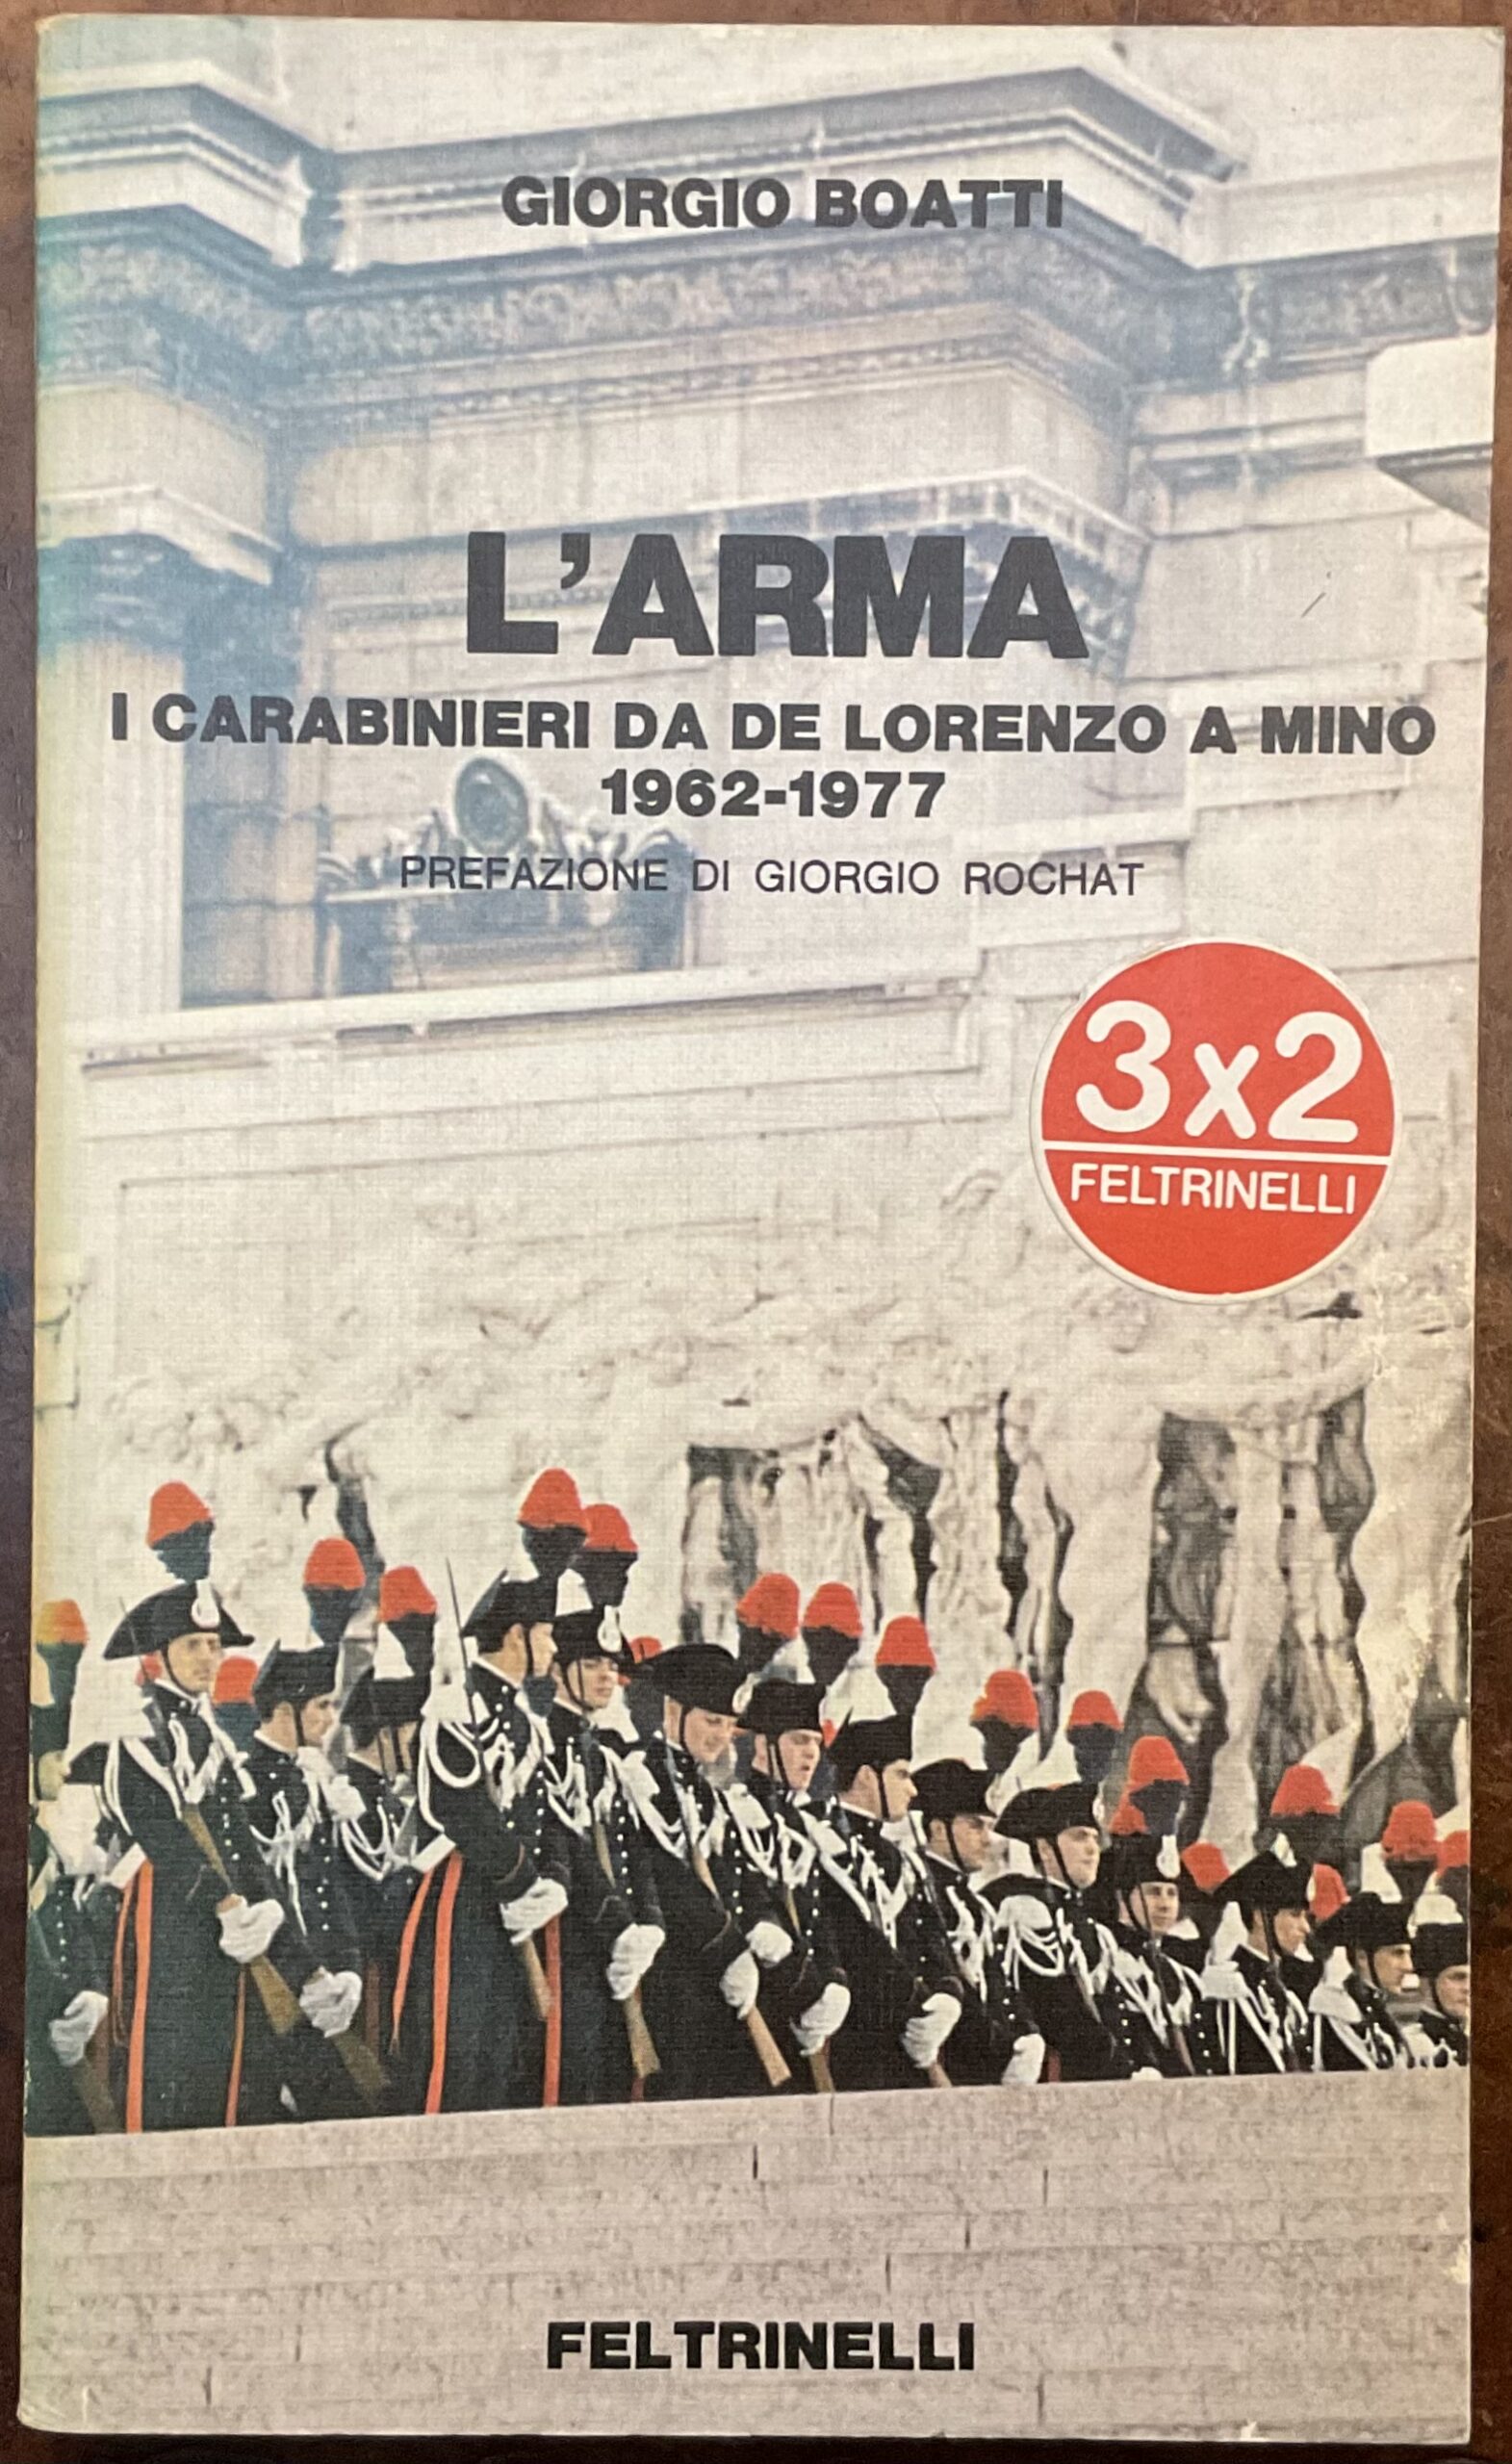 GIORGIO BOATTI
L'ARMA
I CARABINIERI DA DE LORENZO A MINO
1962-1977
PREFAZIONE DI GIORGIO ROCHAT
3x2
FELTRINELLI
FELTRINELLI